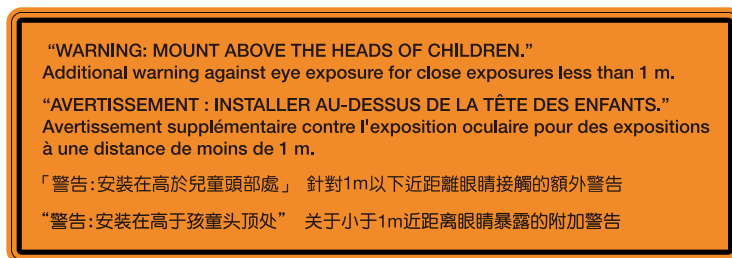 “WARNING: MOUNT ABOVE THE HEADS OF CHILDREN.”
Additional warning against eye exposure for close exposures less than 1 m.
“AVERTISSEMENT : INSTALLER AU-DESSUS DE LA TÊTE DES ENFANTS.”
Avertissement supplémentaire contre l'exposition oculaire pour des expositions
à une distance de moins de 1 m.
「警告:安裝在高於兒童頭部處」 針對1m以下近距離眼睛接觸的額外警告
“警告:安装在高于孩童头顶处” 关于小于1m近距离眼睛暴露的附加警告